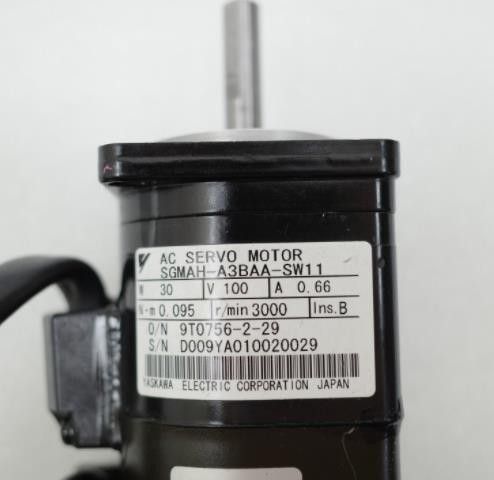 AC SERVO MOTOR
SGMAH-A3BAA-SW11
W 30 V 100 A 0.66
N-m 0.095 r/min 3000 Ins.B
O/N 9T0756-2-29
S/N D009YA010020029
YASKAWA ELECTRIC CORPORATION JAPAN